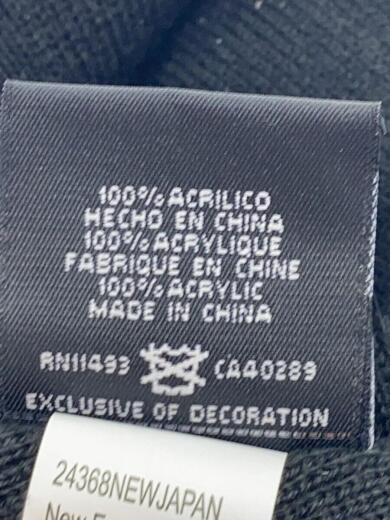 100% ACRILICO
HECHO EN CHINA
100% ACRYLIQUE
FABRIQUE EN CHINE
100% ACRYLIC
MADE IN CHINA
RN11493 CA40289
EXCLUSIVE OF DECORATION
24368NEWJAPAN
New